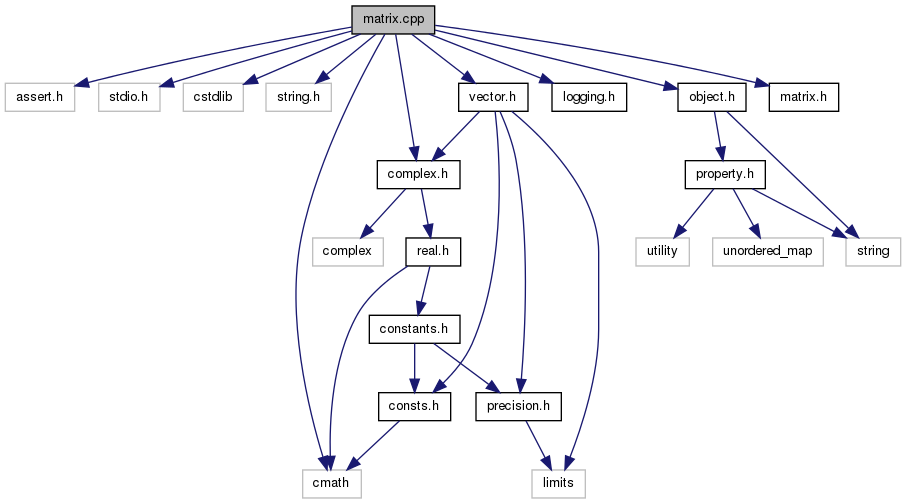 matrix.cpp
assert.h
stdio.h
cstdlib
string.h
vector.h
logging.h
object.h
matrix.h
complex.h
property.h
complex
real.h
utility
unordered_map
string
constants.h
consts.h
precision.h
cmath
limits